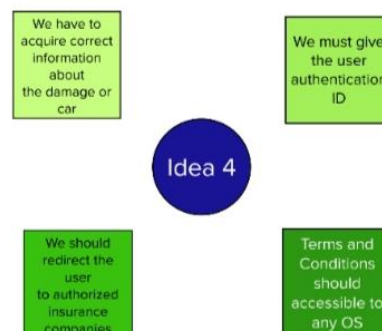 We have to
acquire correct
information
about
the damage or
car
We must give
the user
authentication
ID
Idea 4
We should
redirect the
user
to authorized
insurance
companies
Terms and
Conditions
should
accessible to
any OS